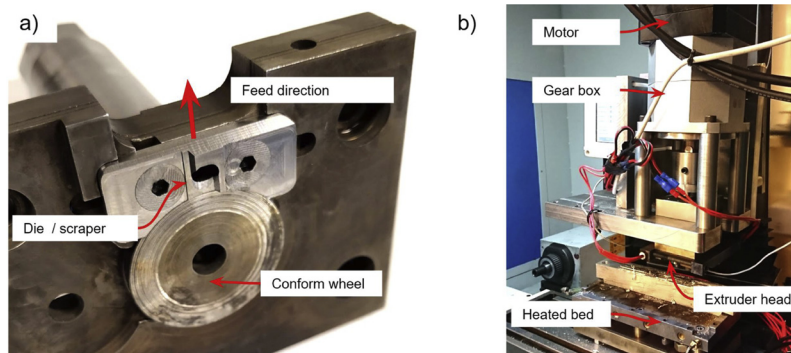 a)
Feed direction
Die / scraper
Conform wheel
b)
Motor
Gear box
Extruder head
Heated bed